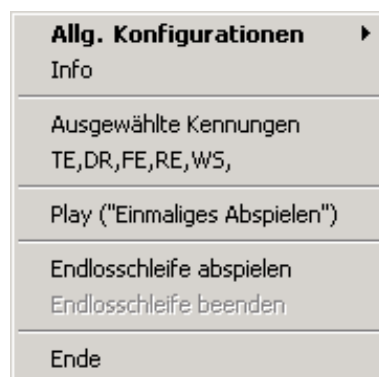 Allg. Konfigurationen
Info
Ausgewählte Kennungen
TE,DR,FE,RE,WS,
Play ("Einmaliges Abspielen")
Endlosschleife abspielen
Endlosschleife beenden
Ende